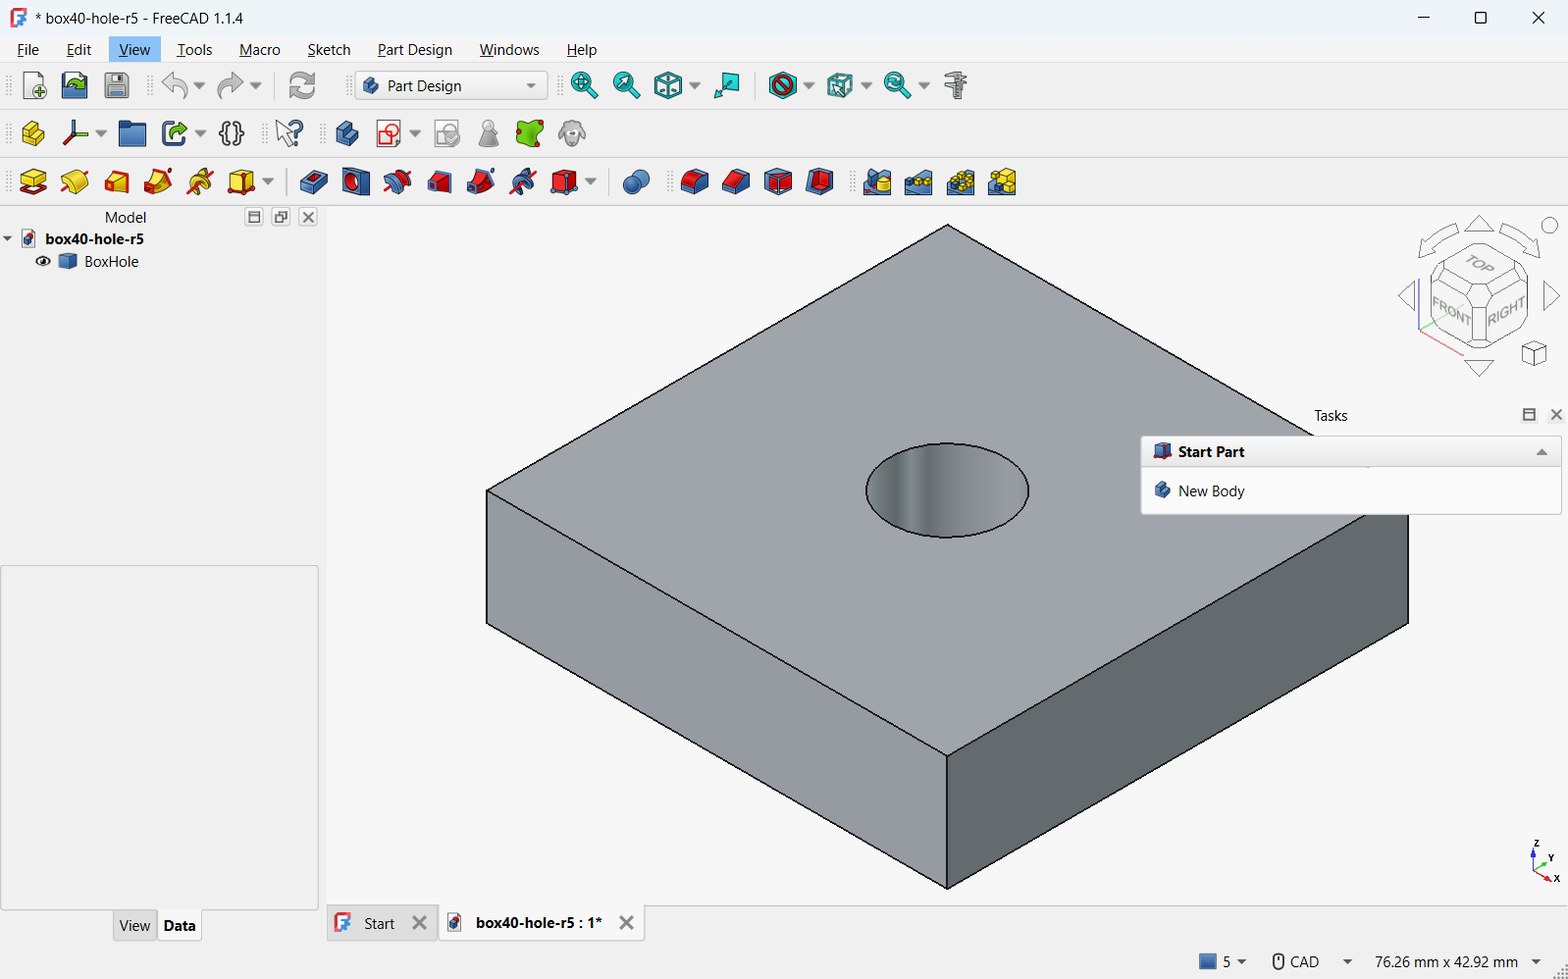 * box40-hole-r5 - FreeCAD 1.1.4
File Edit View Tools Macro Sketch Part Design Windows Help
Part Design
Model
box40-hole-r5
BoxHole
TOP
FRONT
RIGHT
Tasks
Start Part
New Body
Z
Y
X
View Data
Start
box40-hole-r5 : 1*
5
CAD
76.26 mm x 42.92 mm